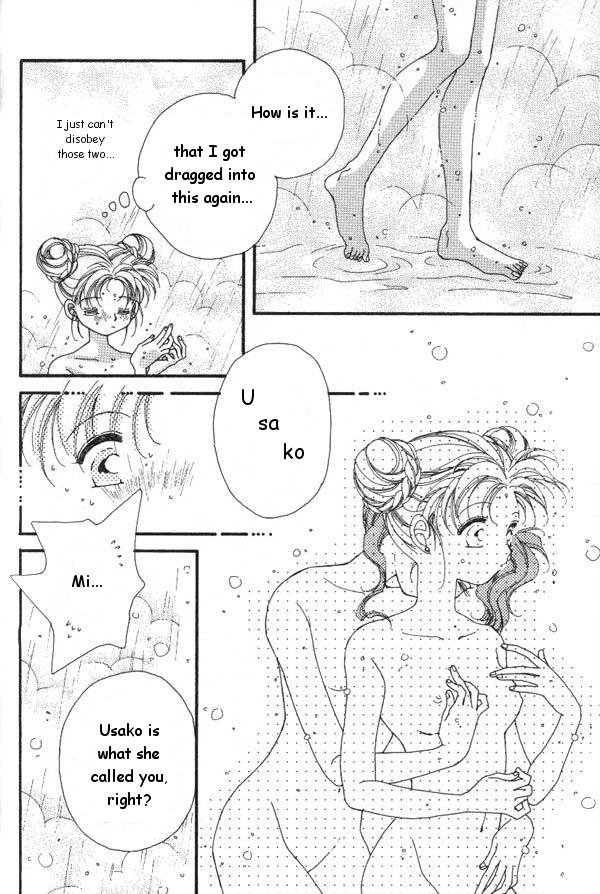 How is it...
that I got
dragged into
this again...
I just can't
disobey
those two...
U
sa
ko
Mi...
Usako is
what she
called you,
right?